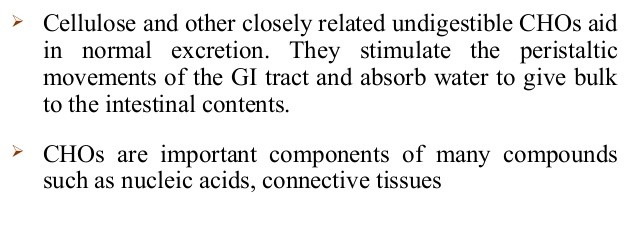 ➢ Cellulose and other closely related undigestible CHOs aid
in normal excretion. They stimulate the peristaltic
movements of the GI tract and absorb water to give bulk
to the intestinal contents.
➢ CHOs are important components of many compounds
such as nucleic acids, connective tissues